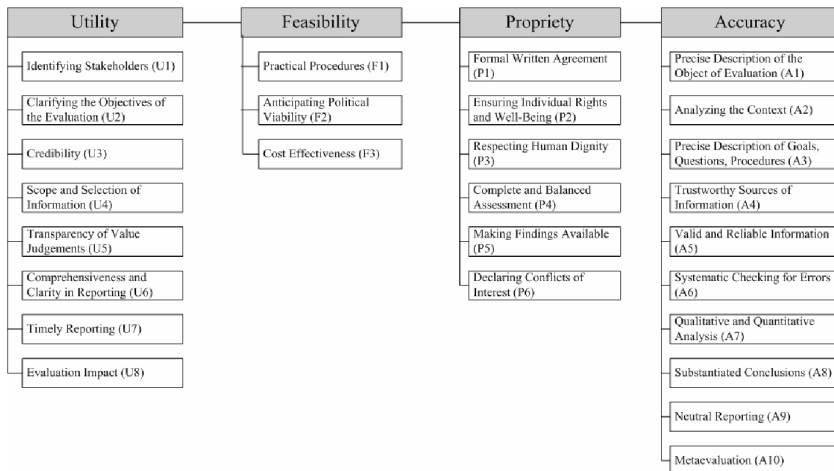 Utility
Identifying Stakeholders (U1)
Clarifying the Objectives of
the Evaluation (U2)
Credibility (U3)
Scope and Selection of
Information (U4)
Transparency of Value
Judgements (U5)
Comprehensiveness and
Clarity in Reporting (U6)
Timely Reporting (U7)
Evaluation Impact (U8)
Feasibility
Practical Procedures (F1)
Anticipating Political
Viability (F2)
Cost Effectiveness (F3)
Propriety
Formal Written Agreement
(P1)
Ensuring Individual Rights
and Well-Being (P2)
Respecting Human Dignity
(P3)
Complete and Balanced
Assessment (P4)
Making Findings Available
(P5)
Declaring Conflicts of
Interest (P6)
Accuracy
Precise Description of the
Object of Evaluation (A1)
Analyzing the Context (A2)
Precise Description of Goals,
Questions, Procedures (A3)
Trustworthy Sources of
Information (A4)
Valid and Reliable Information
(A5)
Systematic Checking for Errors
(A6)
Qualitative and Quantitative
Analysis (A7)
Substantiated Conclusions (A8)
Neutral Reporting (A9)
Metaevaluation (A10)